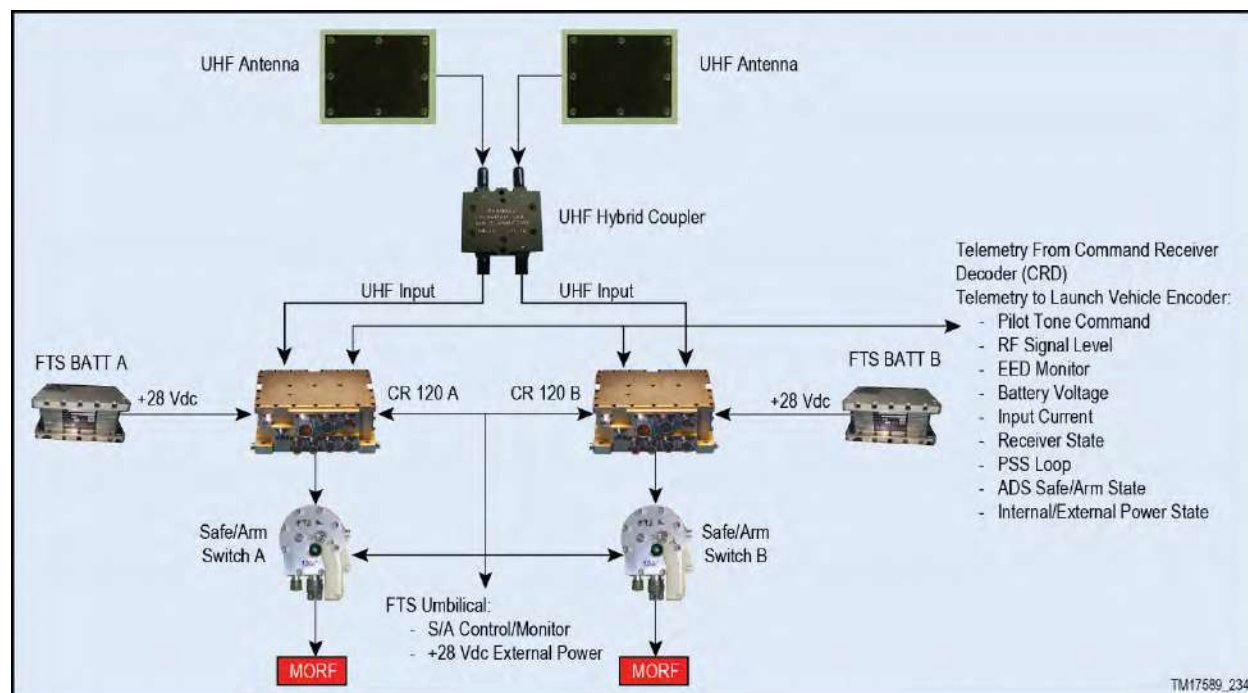 UHF Antenna
UHF Antenna
UHF Hybrid Coupler
UHF Input
UHF Input
Telemetry From Command Receiver
Decoder (CRD)
Telemetry to Launch Vehicle Encoder:
- Pilot Tone Command
- RF Signal Level
- EED Monitor
- Battery Voltage
- Input Current
- Receiver State
- PSS Loop
- ADS Safe/Arm State
- Internal/External Power State
FTS BATT A
+28 Vdc
CR 120 A
CR 120 B
+28 Vdc
FTS BATT B
Safe/Arm
Switch A
Safe/Arm
Switch B
FTS Umbilical:
- S/A Control/Monitor
- +28 Vdc External Power
MORF
MORF
TM17589_234